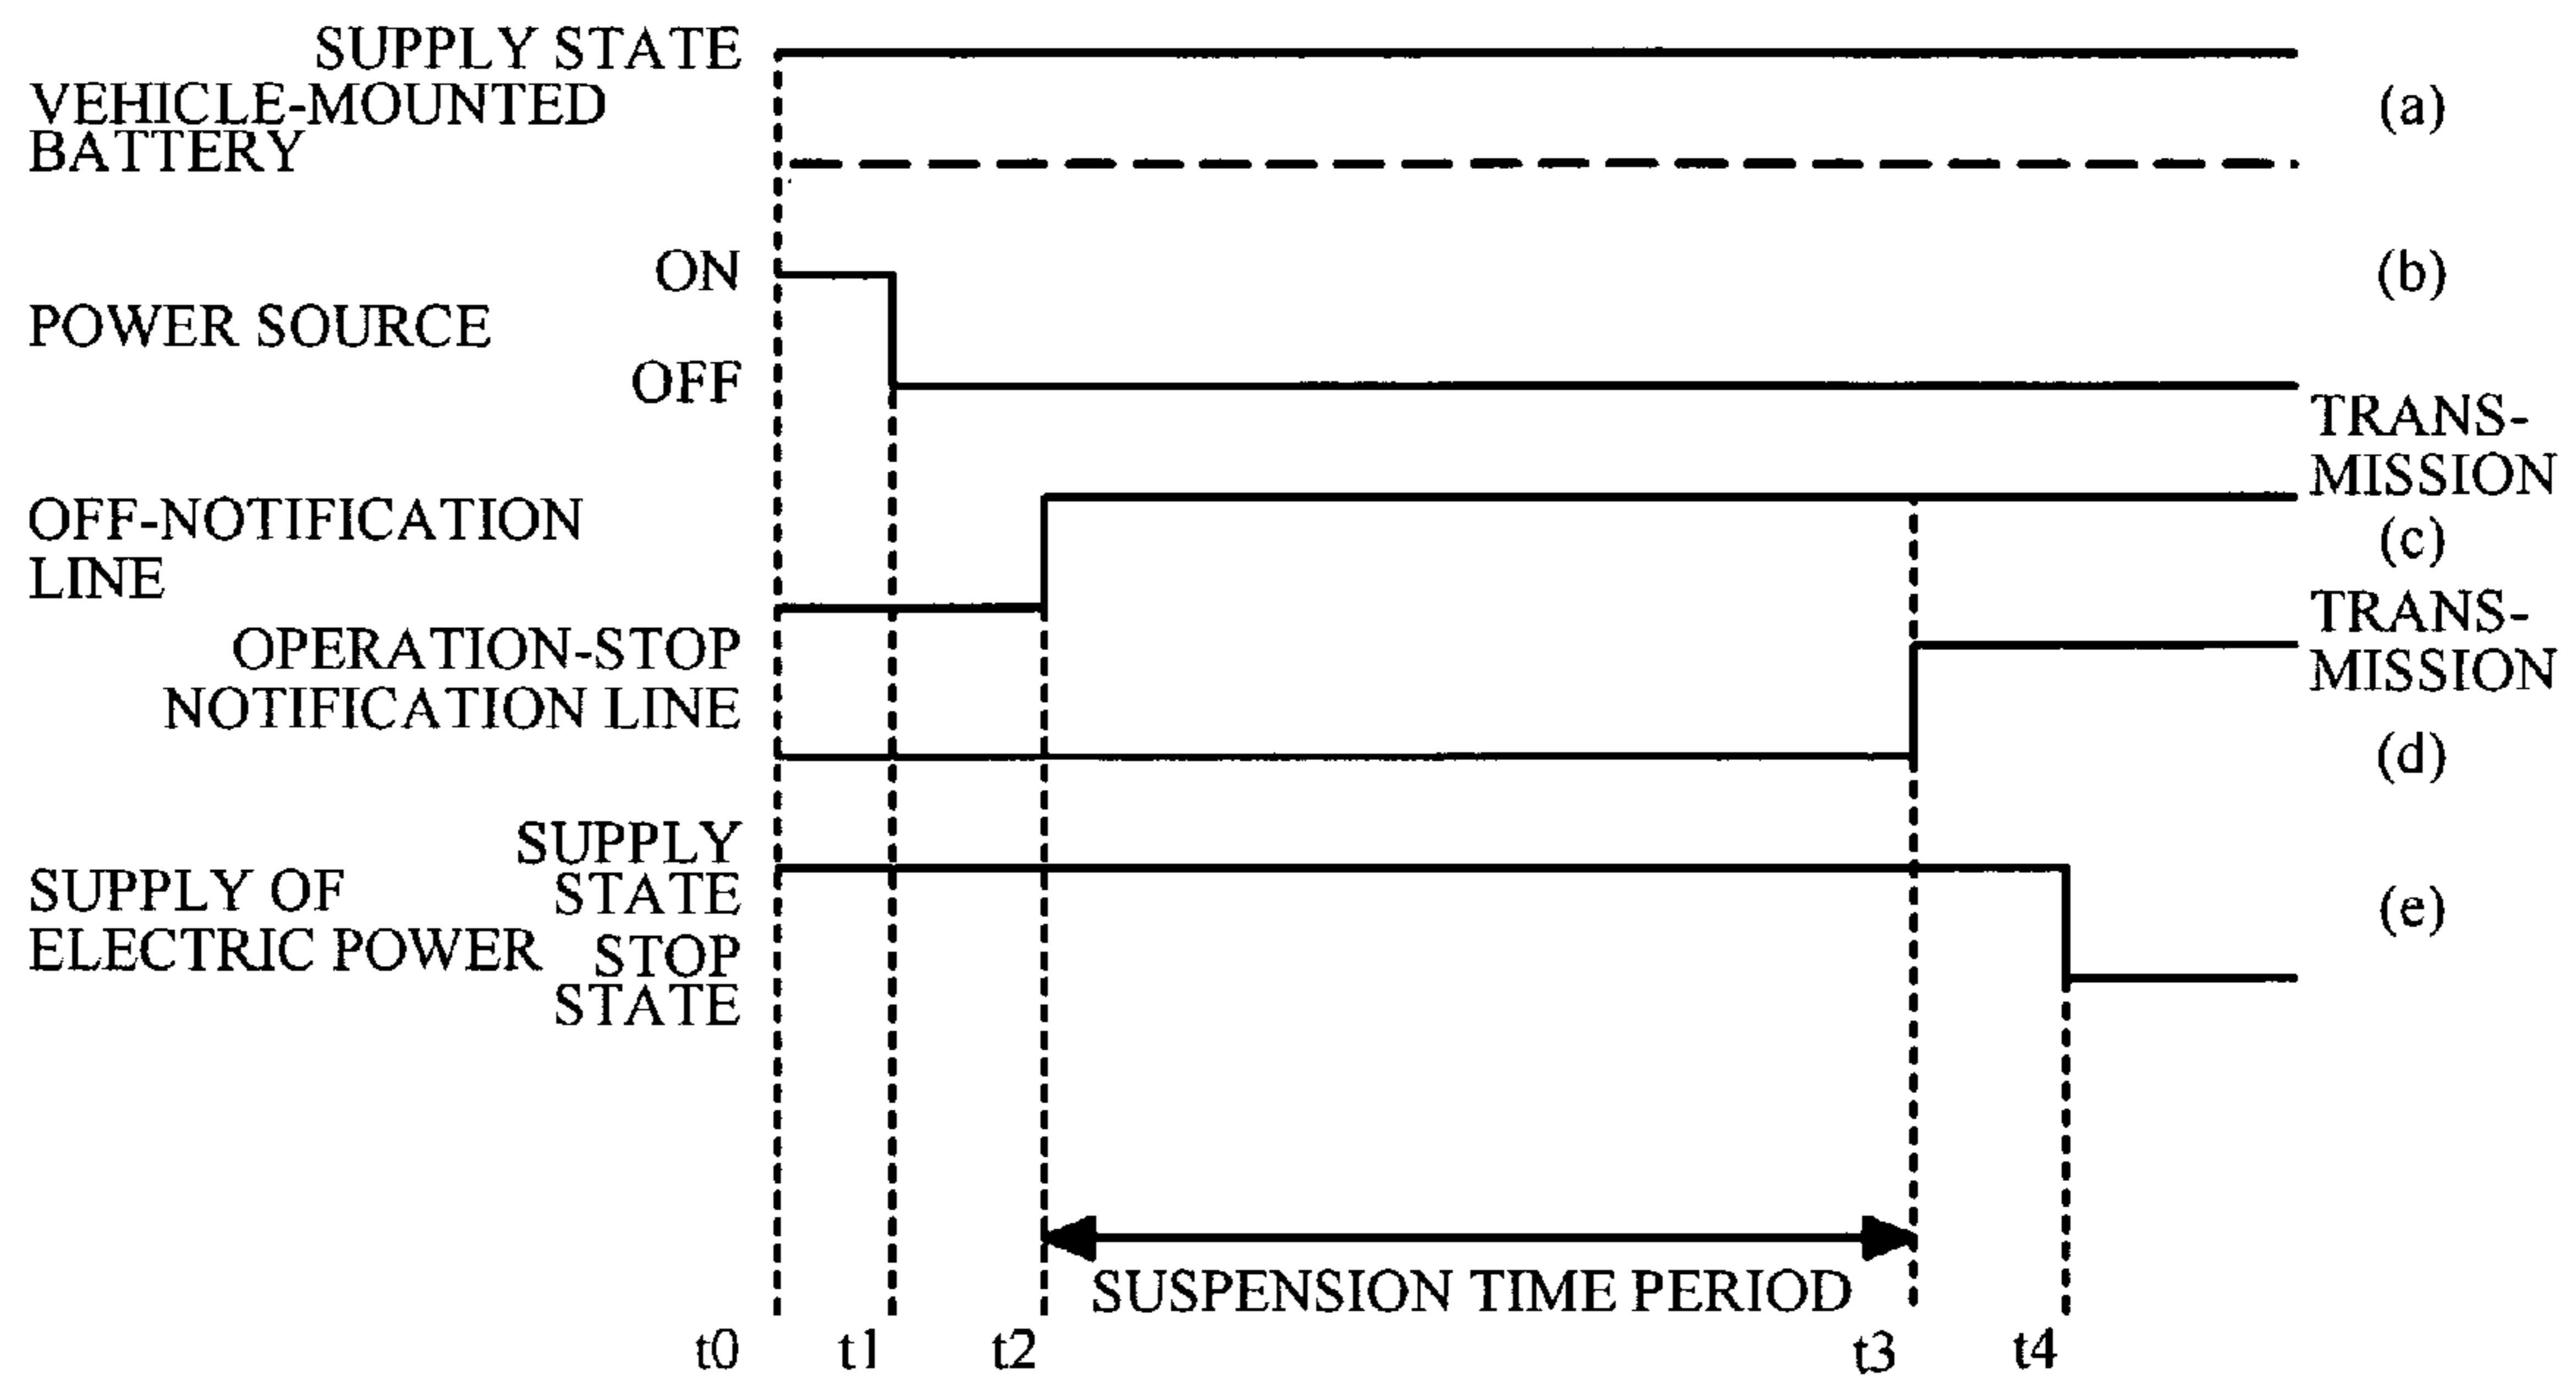 SUPPLY STATE
VEHICLE-MOUNTED
BATTERY
(a)
ON
(b)
POWER SOURCE
OFF
TRANS-
MISSION
OFF-NOTIFICATION
LINE
(c)
TRANS-
MISSION
OPERATION-STOP
NOTIFICATION LINE
(d)
SUPPLY
STATE
SUPPLY OF
ELECTRIC POWER
(e)
STOP
STATE
SUSPENSION TIME PERIOD
t0 t1 t2 t3 t4